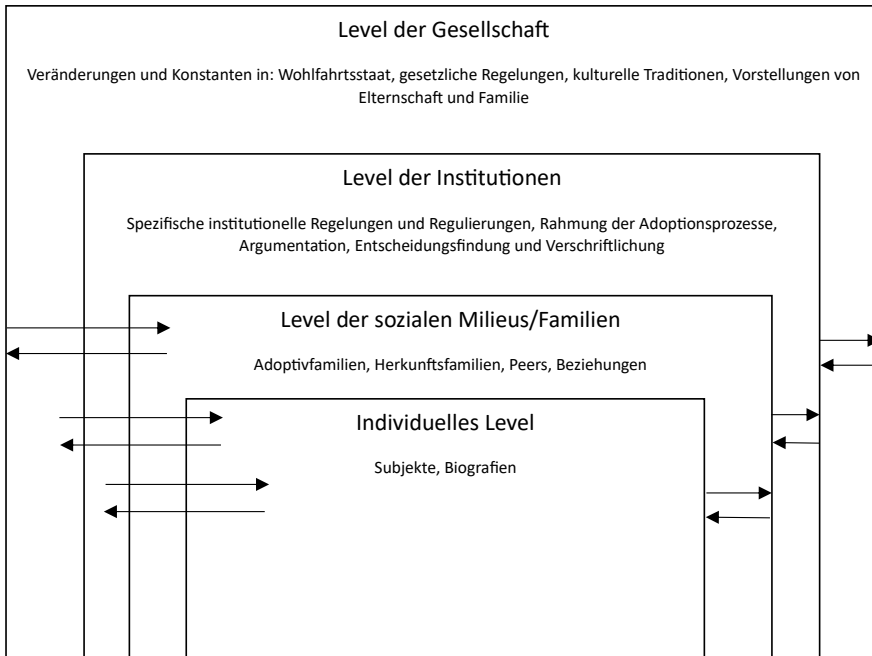 Level der Gesellschaft
Veränderungen und Konstanten in: Wohlfahrtsstaat, gesetzliche Regelungen, kulturelle Traditionen, Vorstellungen von
Elternschaft und Familie
Level der Institutionen
Spezifische institutionelle Regelungen und Regulierungen, Rahmung der Adoptionsprozesse,
Argumentation, Entscheidungsfindung und Verschriftlichung
Level der sozialen Milieus/Familien
Adoptivfamilien, Herkunftsfamilien, Peers, Beziehungen
Individuelles Level
Subjekte, Biografien